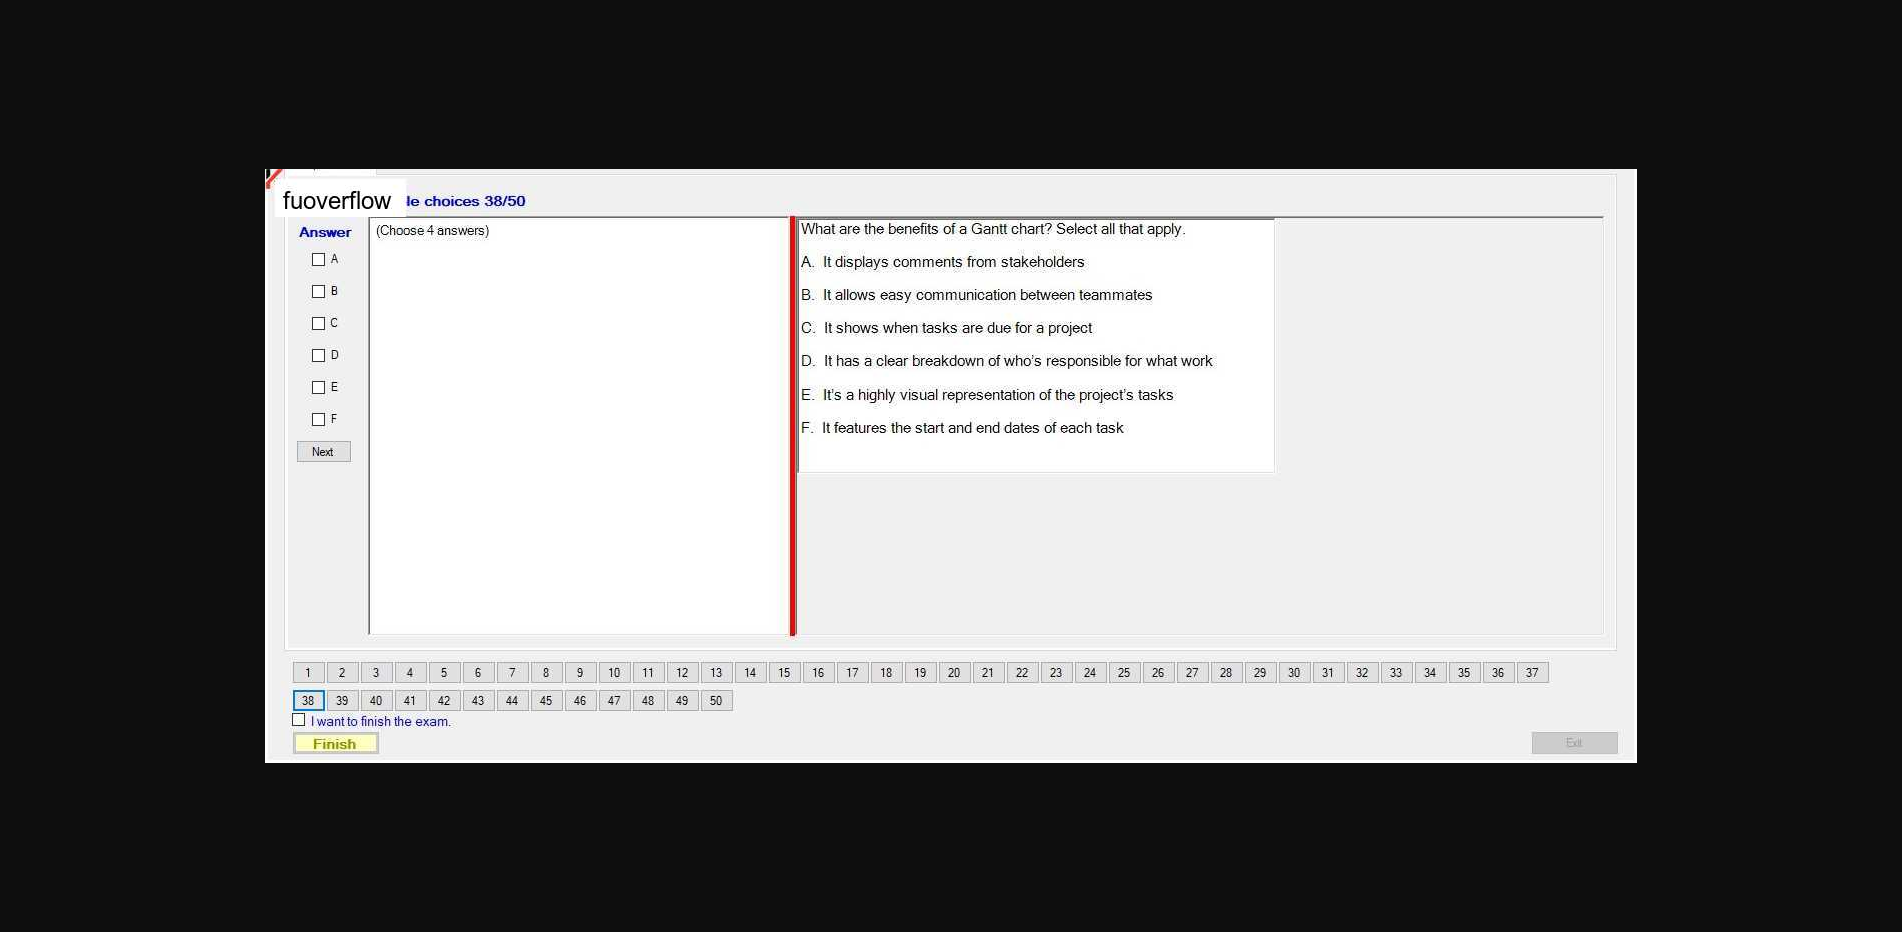 fuoverflow
le choices 38/50
Answer
(Choose 4 answers)
A
B
C
D
E
F
Next
What are the benefits of a Gantt chart? Select all that apply.
A. It displays comments from stakeholders
B. It allows easy communication between teammates
C. It shows when tasks are due for a project
D. It has a clear breakdown of who's responsible for what work
E. It's a highly visual representation of the project's tasks
F. It features the start and end dates of each task
1 2 3 4 5 6 7 8 9 10 11 12 13 14 15 16 17 18 19 20 21 22 23 24 25 26 27 28 29 30 31 32 33 34 35 36 37
38 39 40 41 42 43 44 45 46 47 48 49 50
I want to finish the exam.
Finish
Exit